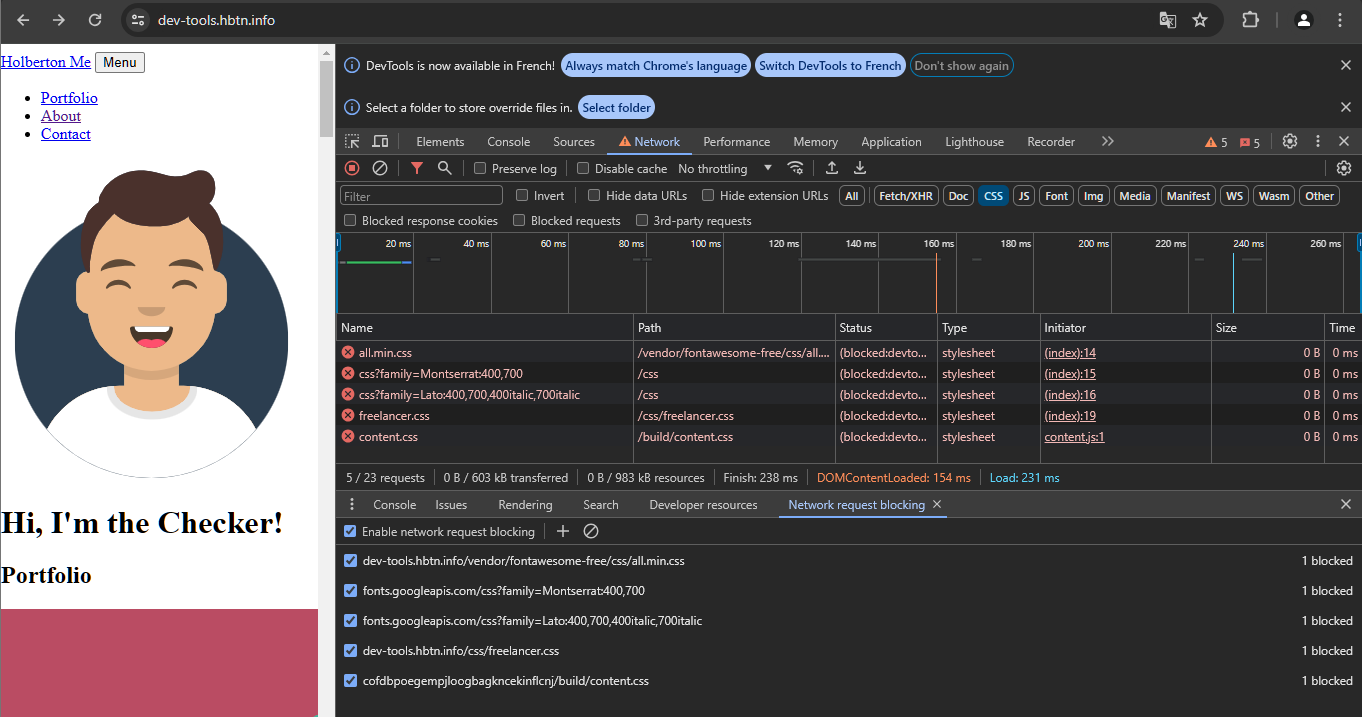 dev-tools.hbtn.info
Holberton Me Menu
Portfolio
About
Contact
Hi, I'm the Checker!
Portfolio
DevTools is now available in French! Always match Chrome's language Switch DevTools to French Don't show again
Select a folder to store override files in. Select folder
Elements Console Sources Network Performance Memory Application Lighthouse Recorder 5 5
Preserve log Disable cache No throttling
Filter Invert Hide data URLs Hide extension URLs All Fetch/XHR Doc CSS JS Font Img Media Manifest WS Wasm Other
Blocked response cookies Blocked requests 3rd-party requests
20 ms 40 ms 60 ms 80 ms 100 ms 120 ms 140 ms 160 ms 180 ms 200 ms 220 ms 240 ms 260 ms
Name Path Status Type Initiator Size Time
all.min.css /vendor/fontawesome-free/css/all.... (blocked:devto... stylesheet (index):14 0 B 0 ms
css?family=Montserrat:400,700 /css (blocked:devto... stylesheet (index):15 0 B 0 ms
css?family=Lato:400,700,400italic,700italic /css (blocked:devto... stylesheet (index):16 0 B 0 ms
freelancer.css /css/freelancer.css (blocked:devto... stylesheet (index):19 0 B 0 ms
content.css /build/content.css (blocked:devto... stylesheet content.js:1 0 B 0 ms
5 / 23 requests 0 B / 603 kB transferred 0 B / 983 kB resources Finish: 238 ms DOMContentLoaded: 154 ms Load: 231 ms
Console Issues Rendering Search Developer resources Network request blocking
Enable network request blocking
dev-tools.hbtn.info/vendor/fontawesome-free/css/all.min.css 1 blocked
fonts.googleapis.com/css?family=Montserrat:400,700 1 blocked
fonts.googleapis.com/css?family=Lato:400,700,400italic,700italic 1 blocked
dev-tools.hbtn.info/css/freelancer.css 1 blocked
cofdbpoegempjloogbagkncekinflcnj/build/content.css 1 blocked